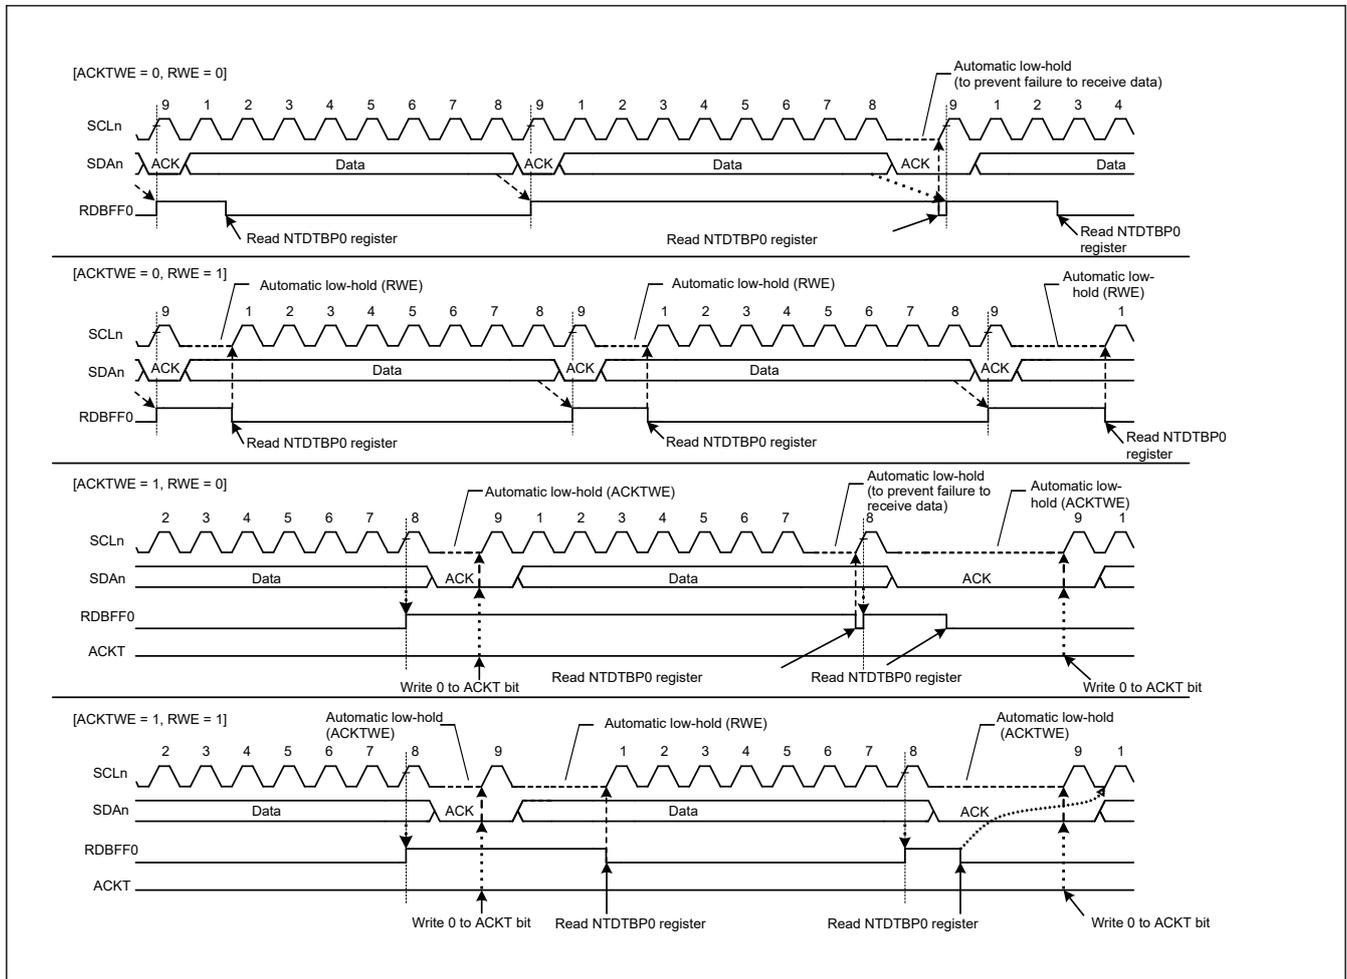 [ACKTWE = 0, RWE = 0]
Automatic low-hold
(to prevent failure to receive data)
9 1 2 3 4 5 6 7 8 9 1 2 3 4 5 6 7 8 9 1 2 3 4
SCLn
SDAn ACK Data ACK Data ACK Data
RDBFF0
Read NTDTBP0 register
Read NTDTBP0 register
Read NTDTBP0
register
[ACKTWE = 0, RWE = 1]
Automatic low-hold (RWE)
Automatic low-hold (RWE)
Automatic low-
hold (RWE)
9 1 2 3 4 5 6 7 8 9 1 2 3 4 5 6 7 8 9 1
SCLn
SDAn ACK Data ACK Data ACK
RDBFF0
Read NTDTBP0 register
Read NTDTBP0 register
Read NTDTBP0
register
[ACKTWE = 1, RWE = 0]
Automatic low-hold (ACKTWE)
Automatic low-hold
(to prevent failure to
receive data)
Automatic low-
hold (ACKTWE)
2 3 4 5 6 7 8 9 1 2 3 4 5 6 7 8 9 1
SCLn
SDAn Data ACK Data ACK
RDBFF0
ACKT
Write 0 to ACKT bit
Read NTDTBP0 register
Read NTDTBP0 register
Write 0 to ACKT bit
[ACKTWE = 1, RWE = 1]
Automatic low-hold
(ACKTWE)
Automatic low-hold (RWE)
Automatic low-hold
(ACKTWE)
2 3 4 5 6 7 8 9 1 2 3 4 5 6 7 8 9 1
SCLn
SDAn Data ACK Data ACK
RDBFF0
ACKT
Write 0 to ACKT bit
Read NTDTBP0 register
Read NTDTBP0 register
Write 0 to ACKT bit